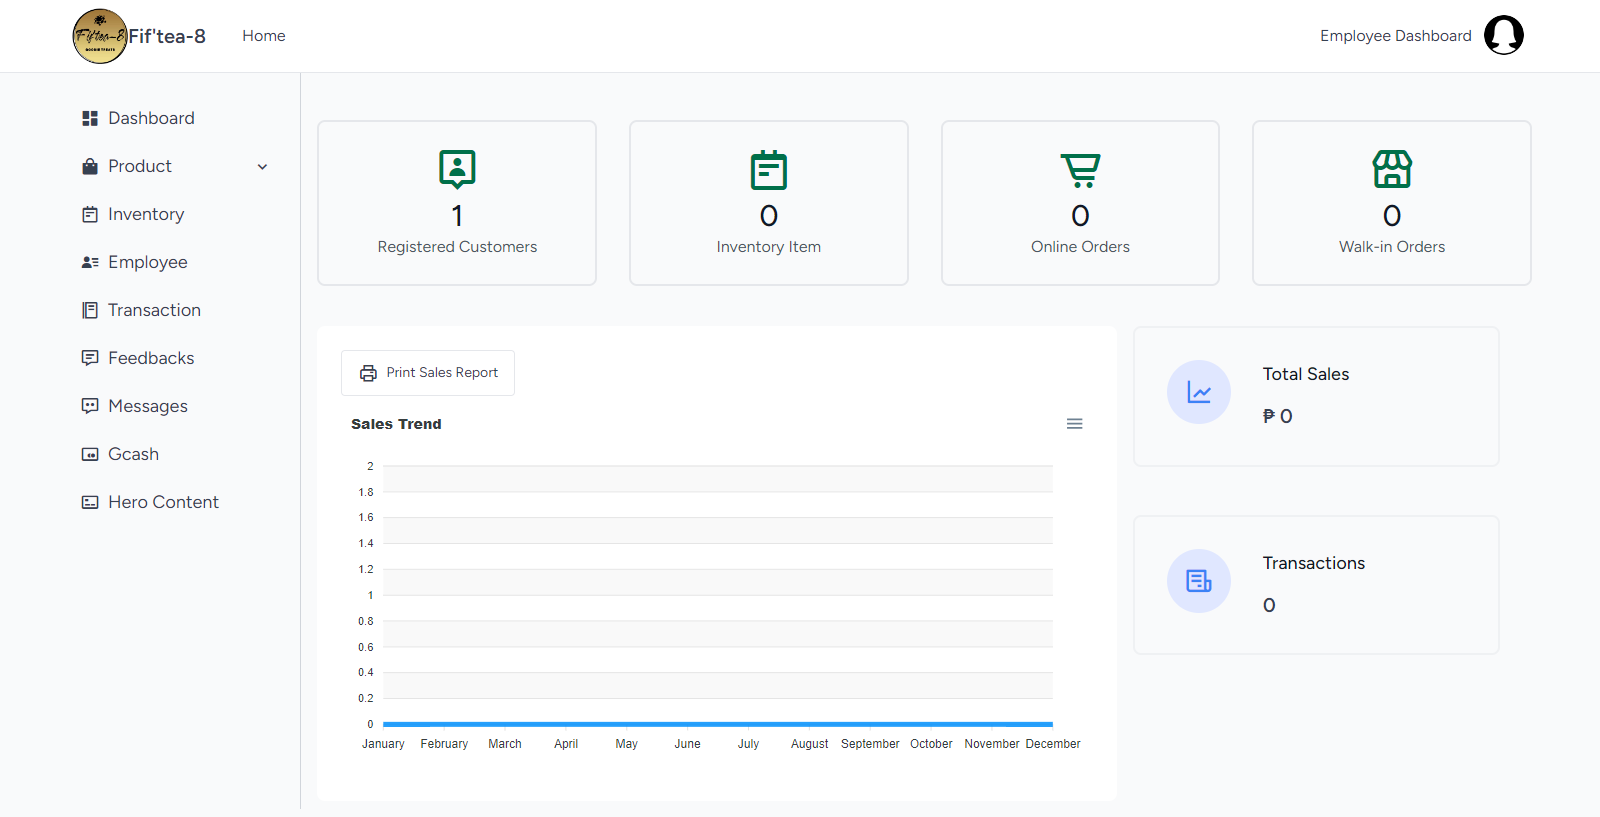 Fif'tea-8
BOOKIE TREATS
Fif'tea-8
Home
Employee Dashboard
Dashboard
Product
Inventory
Employee
Transaction
Feedbacks
Messages
Gcash
Hero Content
1
Registered Customers
0
Inventory Item
0
Online Orders
0
Walk-in Orders
Print Sales Report
Sales Trend
2
1.8
1.6
1.4
1.2
1
0.8
0.6
0.4
0.2
0
January February March April May June July August September October November December
Total Sales
₱ 0
Transactions
0